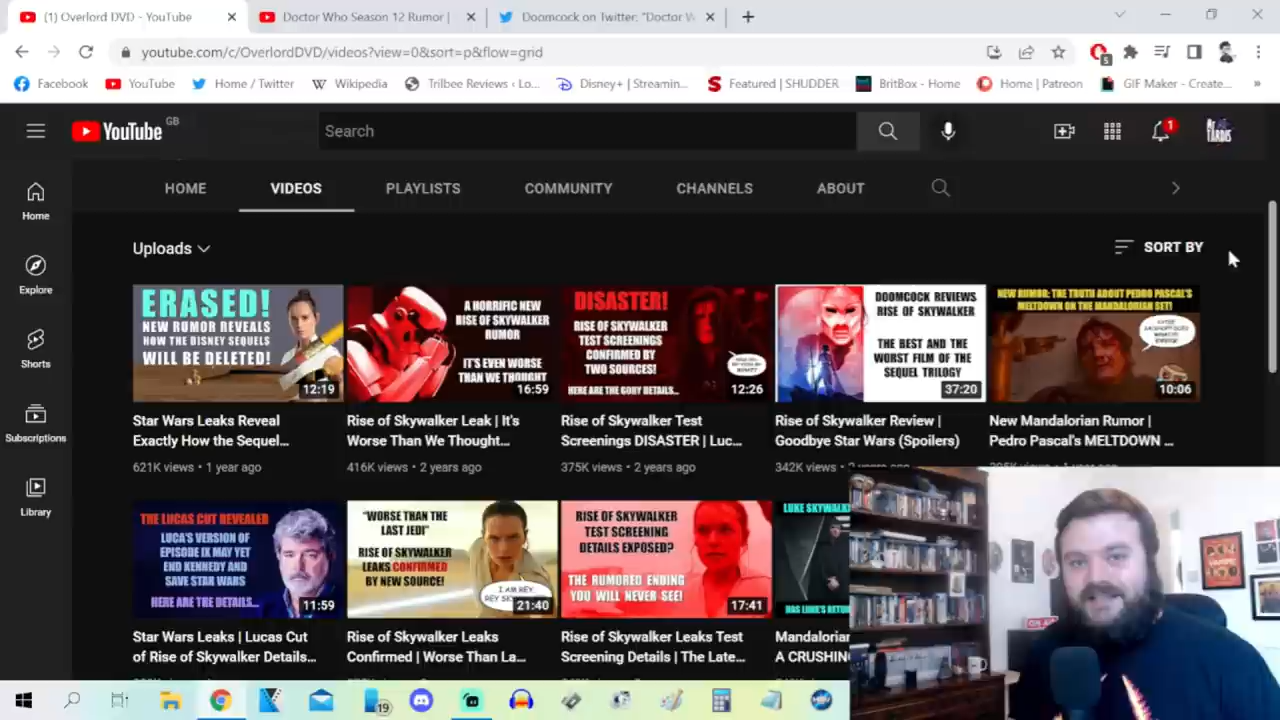 (1) Overlord DVD - YouTube
Doctor Who Season 12 Rumor |
Doomcock on Twitter: "Doctor W
youtube.com/c/OverlordDVD/videos?view=0&sort=p&flow=grid
5
Facebook
YouTube
Home / Twitter
Wikipedia
Trilbee Reviews ‹ Lo...
Disney+ | Streamin...
Featured | SHUDDER
BritBox - Home
Home | Patreon
GIF Maker - Create...
»
YouTube GB
Search
1
HOME
VIDEOS
PLAYLISTS
COMMUNITY
CHANNELS
ABOUT
Home
Explore
Shorts
Subscriptions
Library
Uploads
SORT BY
ERASED!
NEW RUMOR REVEALS
HOW THE DISNEY SEQUELS
WILL BE DELETED!
12:19
A HORRIFIC NEW
RISE OF SKYWALKER
RUMOR
IT'S EVEN WORSE
THAN WE THOUGHT
16:59
DISASTER!
RISE OF SKYWALKER
TEST SCREENINGS
CONFIRMED BY
TWO SOURCES!
HERE ARE THE GORY DETAILS...
12:26
DOOMCOCK REVIEWS
RISE OF SKYWALKER
THE BEST AND THE
WORST FILM OF THE
SEQUEL TRILOGY
37:20
NEW RUMOR: THE TRUTH ABOUT PEDRO PASCAL'S
MELTDOWN ON THE MANDALORIAN SET!
10:06
Star Wars Leaks Reveal
Exactly How the Sequel...
621K views • 1 year ago
Rise of Skywalker Leak | It's
Worse Than We Thought...
416K views • 2 years ago
Rise of Skywalker Test
Screenings DISASTER | Luc...
375K views • 2 years ago
Rise of Skywalker Review |
Goodbye Star Wars (Spoilers)
342K views
New Mandalorian Rumor |
Pedro Pascal's MELTDOWN ...
THE LUCAS CUT REVEALED
LUCA'S VERSION OF
EPISODE IX MAY YET
END KENNEDY AND
SAVE STAR WARS
HERE ARE THE DETAILS...
11:59
"WORSE THAN
THE LAST JEDI"
RISE OF SKYWALKER
LEAKS CONFIRMED
BY NEW SOURCE!
I AM REY.
21:40
RISE OF SKYWALKER
TEST SCREENING
DETAILS EXPOSED?
THE RUMORED ENDING
YOU WILL NEVER SEE!
17:41
LUKE SKYWALK
HAS LUKE'S RETUR
Star Wars Leaks | Lucas Cut
of Rise of Skywalker Details...
Rise of Skywalker Leaks
Confirmed | Worse Than La...
Rise of Skywalker Leaks Test
Screening Details | The Late...
Mandaloria
A CRUSHIN
ON AIR
19